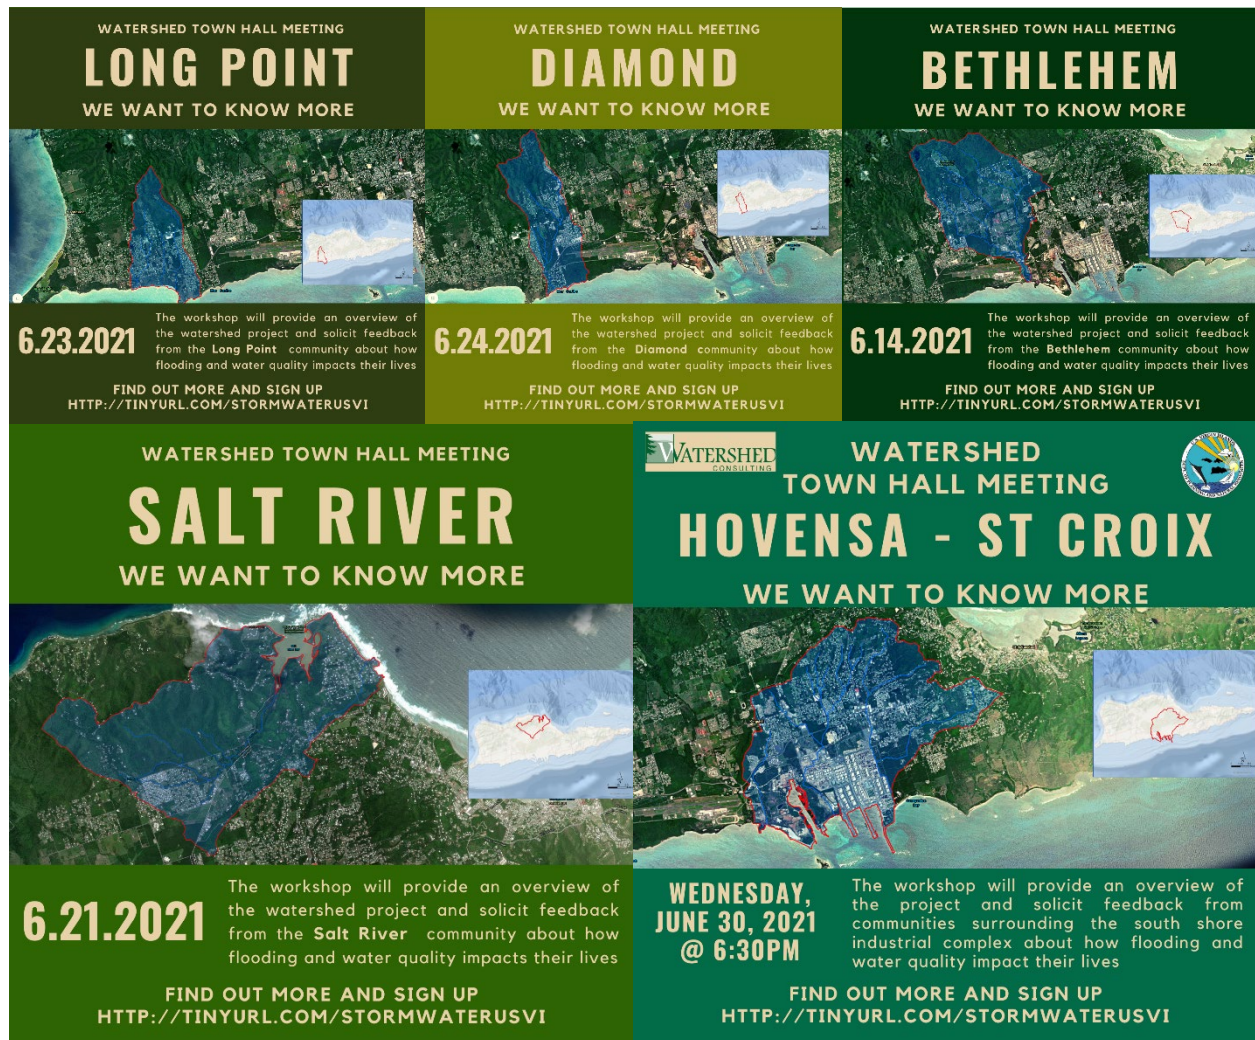 WATERSHED TOWN HALL MEETING
LONG POINT
WE WANT TO KNOW MORE
6.23.2021
The workshop will provide an overview of
the watershed project and solicit feedback
from the Long Point community about how
flooding and water quality impacts their lives
FIND OUT MORE AND SIGN UP
HTTP://TINYURL.COM/STORMWATERUSVI
WATERSHED TOWN HALL MEETING
DIAMOND
WE WANT TO KNOW MORE
6.24.2021
The workshop will provide an overview of
the watershed project and solicit feedback
from the Diamond community about how
flooding and water quality impacts their lives
FIND OUT MORE AND SIGN UP
HTTP://TINYURL.COM/STORMWATERUSVI
WATERSHED TOWN HALL MEETING
BETHLEHEM
WE WANT TO KNOW MORE
6.14.2021
The workshop will provide an overview of
the watershed project and solicit feedback
from the Bethlehem community about how
flooding and water quality impacts their lives
FIND OUT MORE AND SIGN UP
HTTP://TINYURL.COM/STORMWATERUSVI
WATERSHED TOWN HALL MEETING
SALT RIVER
WE WANT TO KNOW MORE
6.21.2021
The workshop will provide an overview of
the watershed project and solicit feedback
from the Salt River community about how
flooding and water quality impacts their lives
FIND OUT MORE AND SIGN UP
HTTP://TINYURL.COM/STORMWATERUSVI
WATERSHED
CONSULTING
WATERSHED
TOWN HALL MEETING
HOVENSA - ST CROIX
WE WANT TO KNOW MORE
WEDNESDAY,
JUNE 30, 2021
@ 6:30PM
The workshop will provide an overview of
the project and solicit feedback from
communities surrounding the south shore
industrial complex about how flooding and
water quality impact their lives
FIND OUT MORE AND SIGN UP
HTTP://TINYURL.COM/STORMWATERUSVI